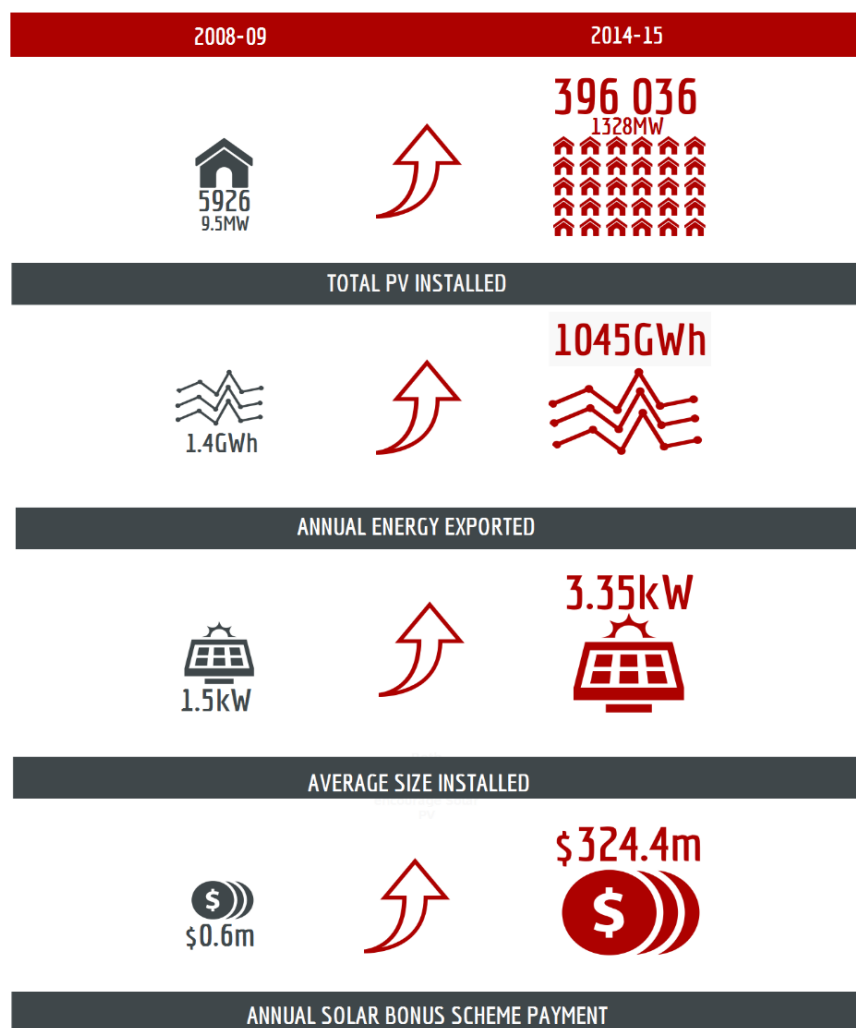 2008-09 2014-15
396 036
1328MW
5926
9.5MW
TOTAL PV INSTALLED
1045GWh
1.4GWh
ANNUAL ENERGY EXPORTED
3.35kW
1.5kW
AVERAGE SIZE INSTALLED
PV
$324.4m
$
$
$0.6m
ANNUAL SOLAR BONUS SCHEME PAYMENT